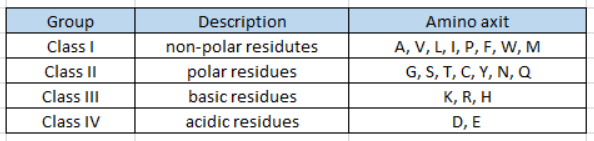 Group Description Amino axit
Class I non-polar residutes A, V, L, I, P, F, W, M
Class II polar residues G, S, T, C, Y, N, Q
Class III basic residues K, R, H
Class IV acidic residues D, E